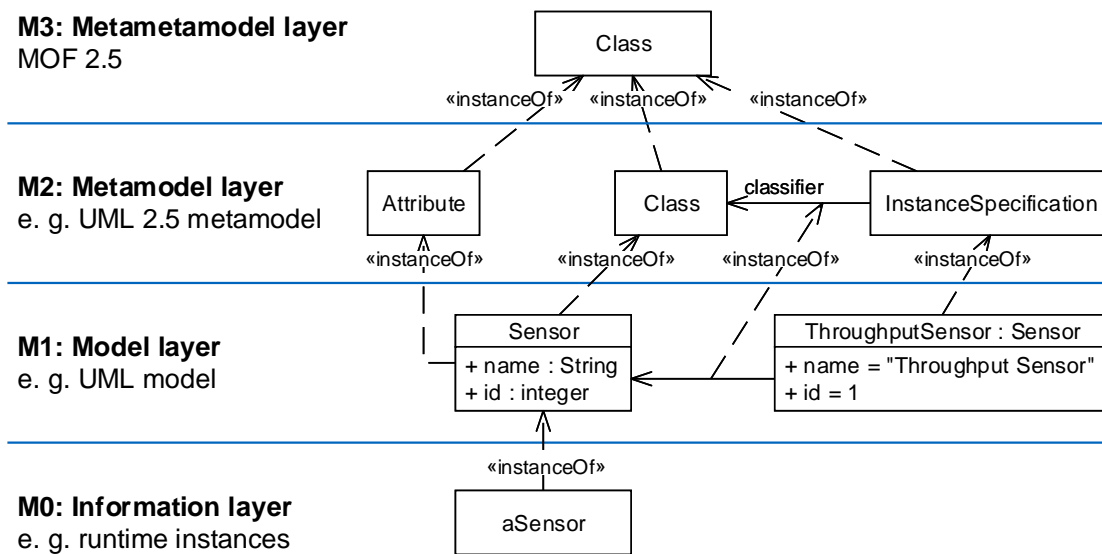 M3: Metametamodel layer
MOF 2.5
Class
«instanceOf»
«instanceOf»
«instanceOf»
M2: Metamodel layer
e. g. UML 2.5 metamodel
Attribute
Class
classifier
InstanceSpecification
«instanceOf»
«instanceOf»
«instanceOf»
«instanceOf»
M1: Model layer
e. g. UML model
Sensor
+ name : String
+ id : integer
ThroughputSensor : Sensor
+ name = "Throughput Sensor"
+ id = 1
«instanceOf»
M0: Information layer
e. g. runtime instances
aSensor